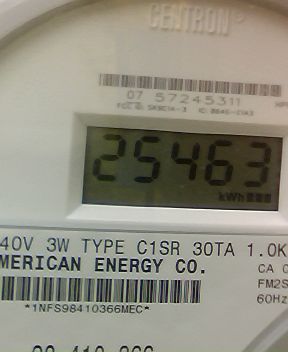 CENTRON®
07 57245311
25463
kWh
40V 3W TYPE C1SR 30TA 1.0K
MERICAN ENERGY CO.
CA 0
FM2S
60Hz
*1NFS98410366MEC*